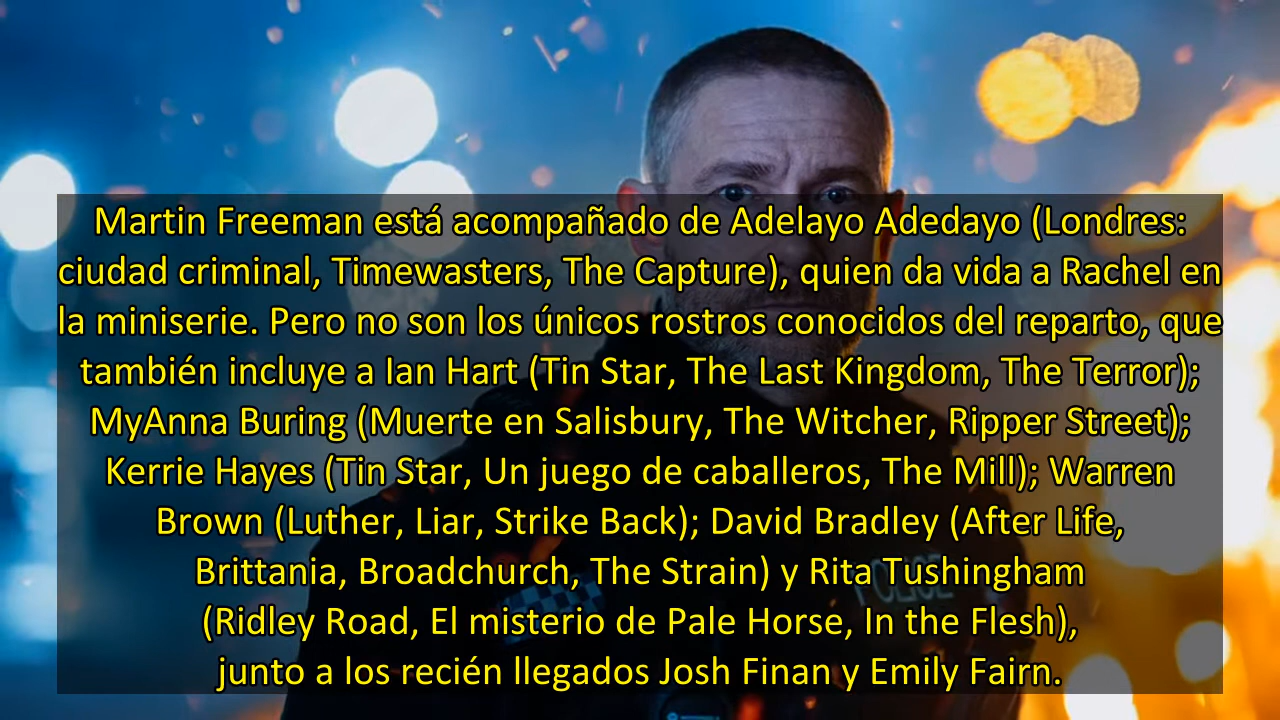 Martin Freeman está acompañado de Adelayo Adedayo (Londres:
ciudad criminal, Timewasters, The Capture), quien da vida a Rachel en
la miniserie. Pero no son los únicos rostros conocidos del reparto, que
también incluye a Ian Hart (Tin Star, The Last Kingdom, The Terror);
MyAnna Buring (Muerte en Salisbury, The Witcher, Ripper Street);
Kerrie Hayes (Tin Star, Un juego de caballeros, The Mill); Warren
Brown (Luther, Liar, Strike Back); David Bradley (After Life,
Brittania, Broadchurch, The Strain) y Rita Tushingham
(Ridley Road, El misterio de Pale Horse, In the Flesh),
junto a los recién llegados Josh Finan y Emily Fairn.
POLICE